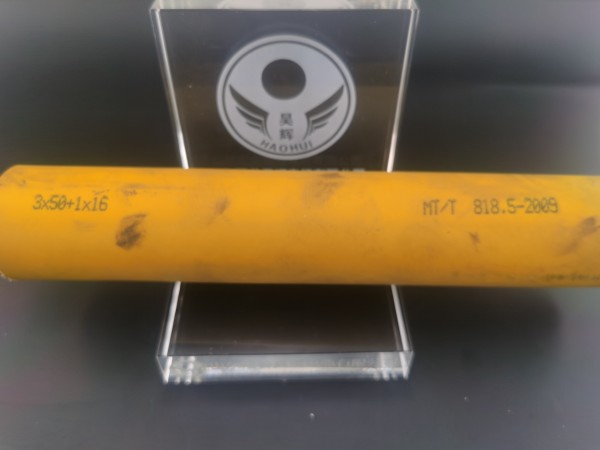 昊
辉
HAOHUI
3x50+1x16
MT/T 818.5-2009